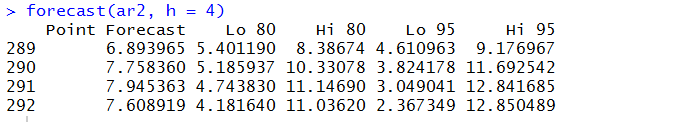 > forecast(ar2, h = 4)
Point Forecast Lo 80 Hi 80 Lo 95 Hi 95
289 6.893965 5.401190 8.38674 4.610963 9.176967
290 7.758360 5.185937 10.33078 3.824178 11.692542
291 7.945363 4.743830 11.14690 3.049041 12.841685
292 7.608919 4.181640 11.03620 2.367349 12.850489